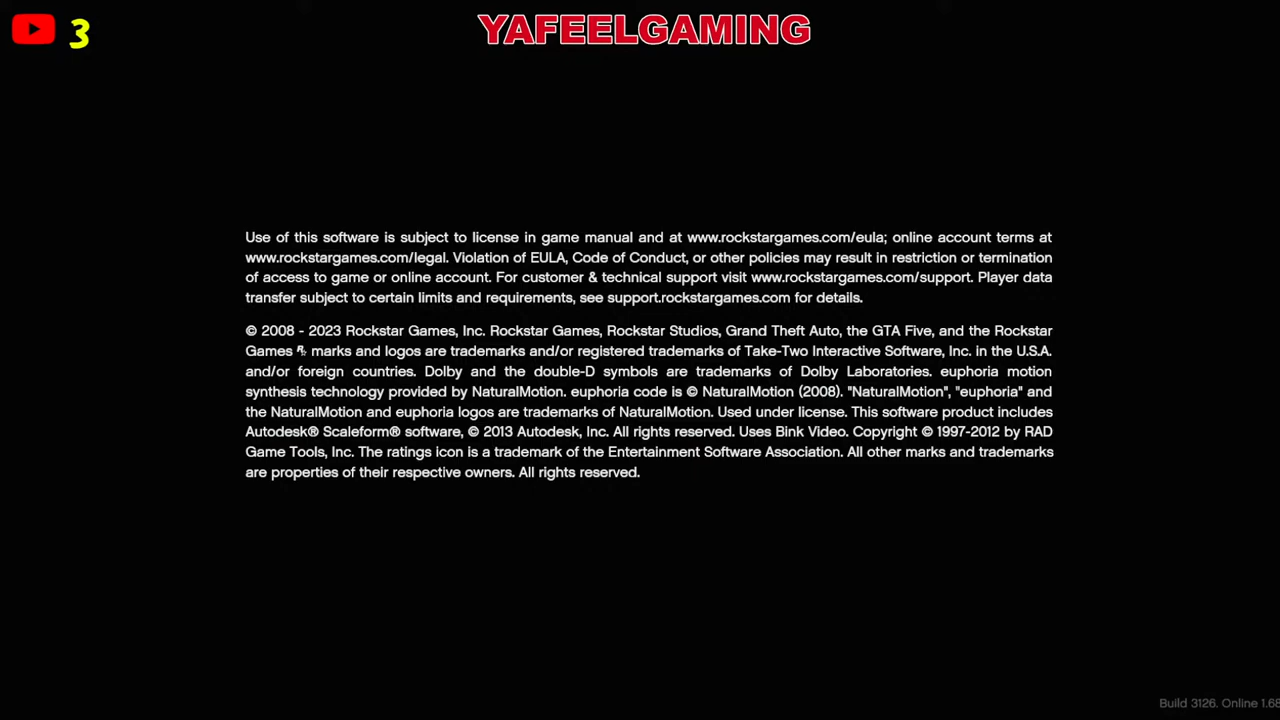 3
YAFEELGAMING
Use of this software is subject to license in game manual and at www.rockstargames.com/eula; online account terms at
www.rockstargames.com/legal. Violation of EULA, Code of Conduct, or other policies may result in restriction or termination
of access to game or online account. For customer & technical support visit www.rockstargames.com/support. Player data
transfer subject to certain limits and requirements, see support.rockstargames.com for details.
© 2008 - 2023 Rockstar Games, Inc. Rockstar Games, Rockstar Studios, Grand Theft Auto, the GTA Five, and the Rockstar
Games R* marks and logos are trademarks and/or registered trademarks of Take-Two Interactive Software, Inc. in the U.S.A.
and/or foreign countries. Dolby and the double-D symbols are trademarks of Dolby Laboratories. euphoria motion
synthesis technology provided by NaturalMotion. euphoria code is © NaturalMotion (2008). "NaturalMotion", "euphoria" and
the NaturalMotion and euphoria logos are trademarks of NaturalMotion. Used under license. This software product includes
Autodesk® Scaleform® software, © 2013 Autodesk, Inc. All rights reserved. Uses Bink Video. Copyright © 1997-2012 by RAD
Game Tools, Inc. The ratings icon is a trademark of the Entertainment Software Association. All other marks and trademarks
are properties of their respective owners. All rights reserved.
Build 3126. Online 1.68